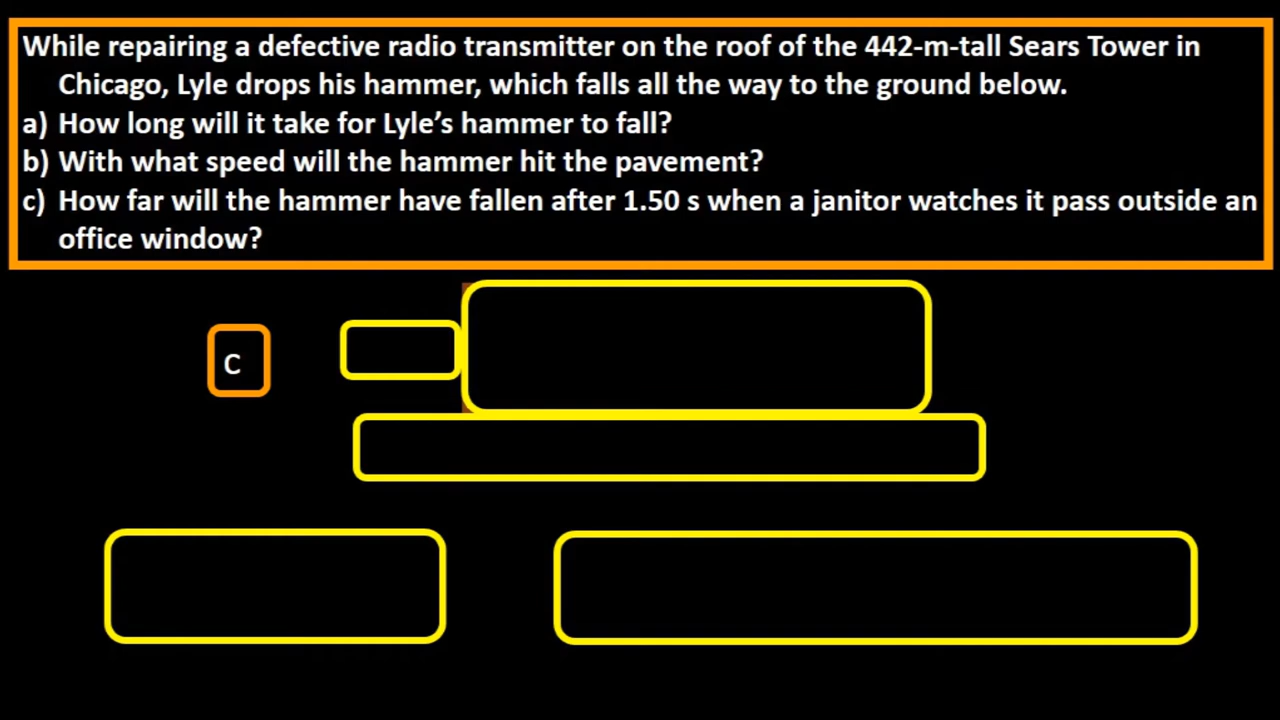 While repairing a defective radio transmitter on the roof of the 442-m-tall Sears Tower in
Chicago, Lyle drops his hammer, which falls all the way to the ground below.
a) How long will it take for Lyle’s hammer to fall?
b) With what speed will the hammer hit the pavement?
c) How far will the hammer have fallen after 1.50 s when a janitor watches it pass outside an
office window?
C